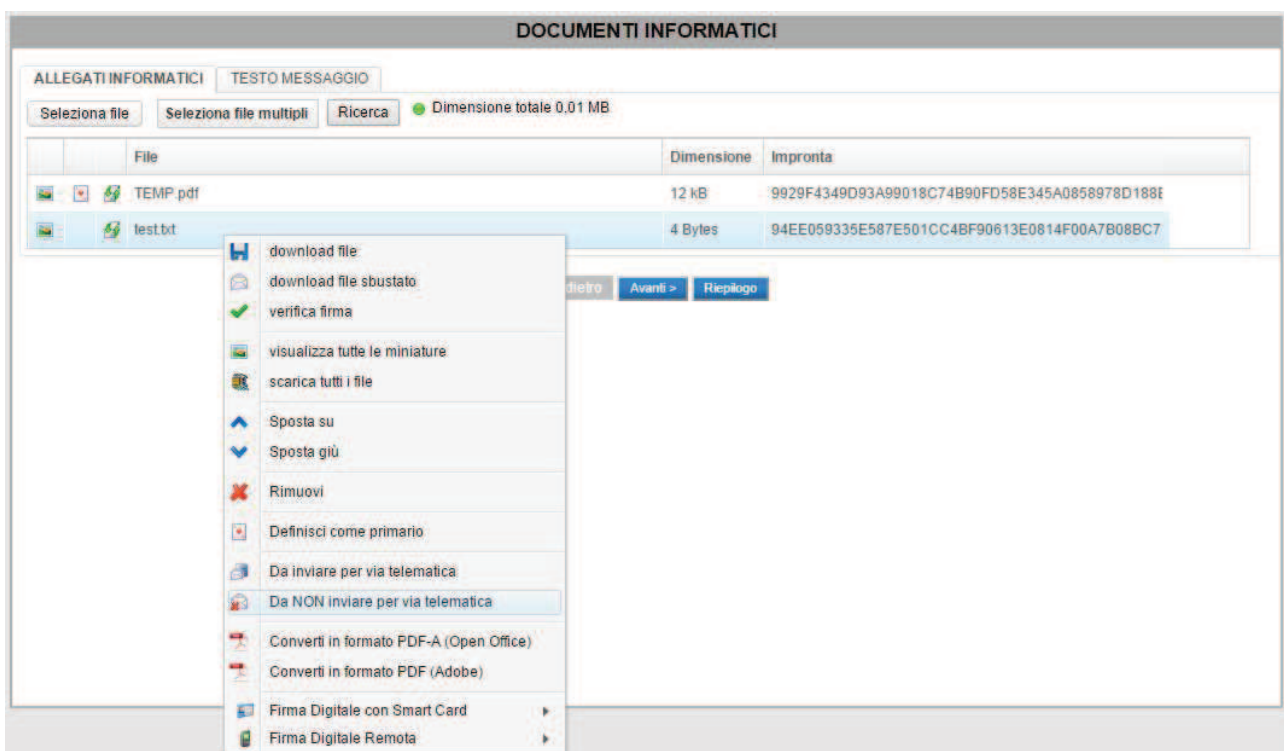 DOCUMENTI INFORMATICI
ALLEGATI INFORMATICI TESTO MESSAGGIO
Seleziona file Seleziona file multipli Ricerca Dimensione totale 0,01 MB
File Dimensione Impronta
TEMP.pdf 12 kB 9929F4349D93A99018C74B90FD58E345A0858978D188E
test.txt 4 Bytes 94EE059335E587E501CC4BF90613E0814F00A7B08BC7
download file
download file sbustato
dietro Avanti > Riepilogo
verifica firma
visualizza tutte le miniature
scarica tutti i file
Sposta su
Sposta giù
Rimuovi
Definisci come primario
Da inviare per via telematica
Da NON inviare per via telematica
Converti in formato PDF-A (Open Office)
Converti in formato PDF (Adobe)
Firma Digitale con Smart Card
Firma Digitale Remota